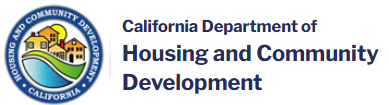 HOUSING AND COMMUNITY DEVELOPMENT
• CALIFORNIA •
California Department of
Housing and Community
Development